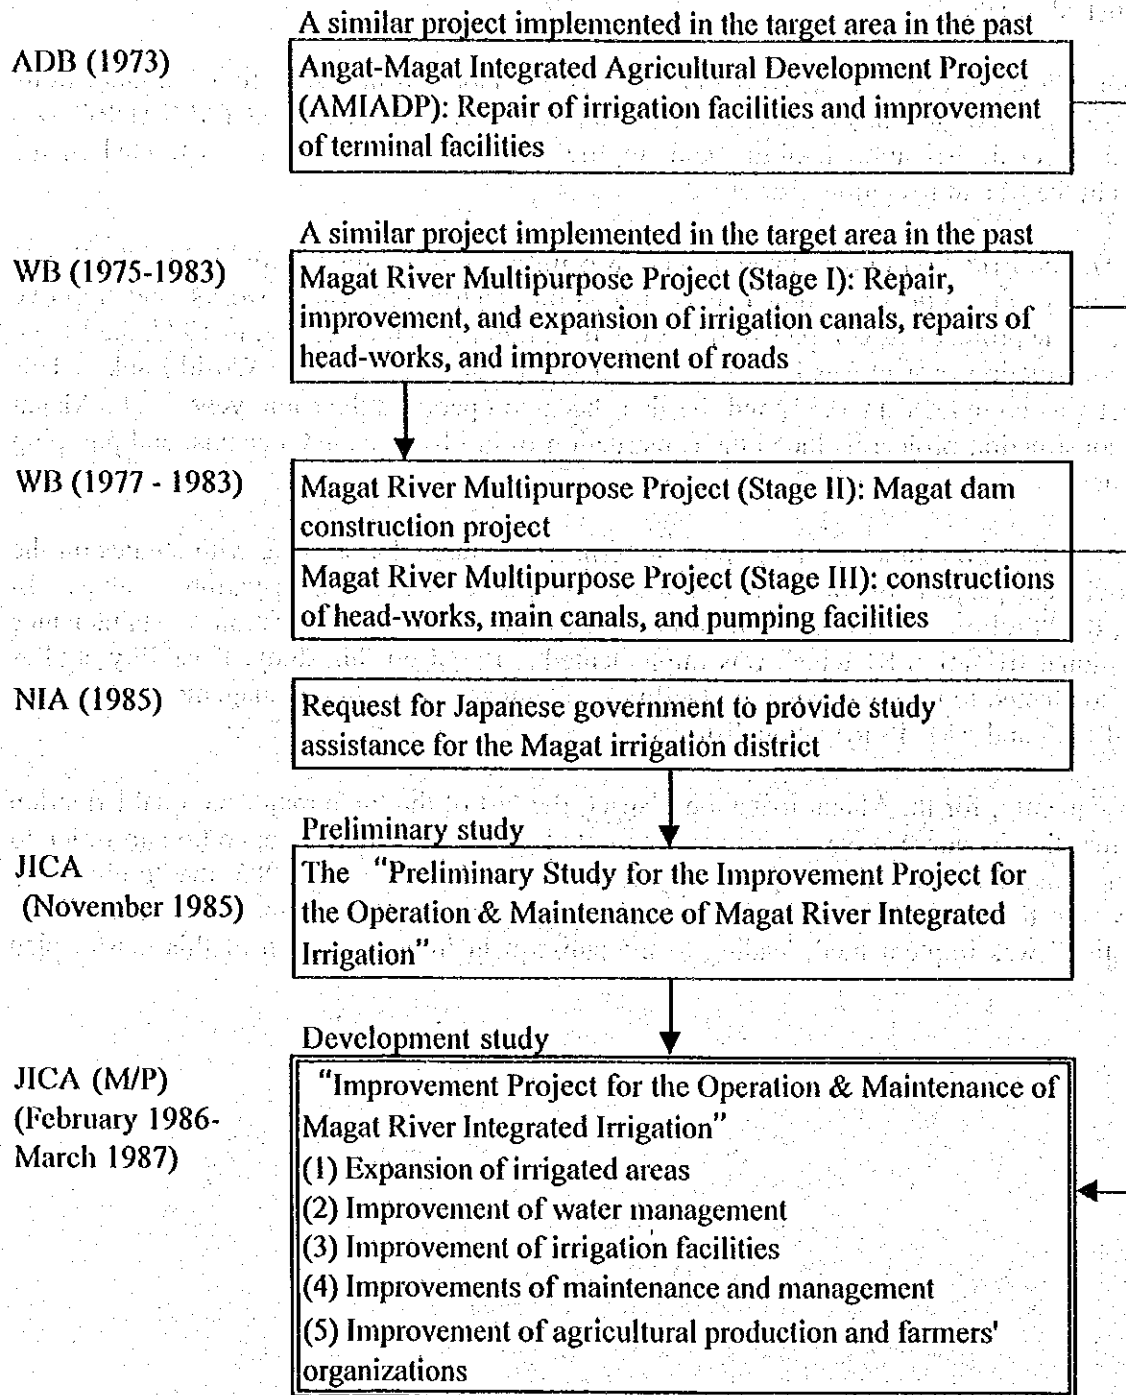 A similar project implemented in the target area in the past
ADB (1973)
Angat-Magat Integrated Agricultural Development Project
(AMIADP): Repair of irrigation facilities and improvement
of terminal facilities
A similar project implemented in the target area in the past
WB (1975-1983)
Magat River Multipurpose Project (Stage I): Repair,
improvement, and expansion of irrigation canals, repairs of
head-works, and improvement of roads
WB (1977 - 1983)
Magat River Multipurpose Project (Stage II): Magat dam
construction project
Magat River Multipurpose Project (Stage III): constructions
of head-works, main canals, and pumping facilities
NIA (1985)
Request for Japanese government to provide study
assistance for the Magat irrigation district
Preliminary study
JICA
(November 1985)
The “Preliminary Study for the Improvement Project for
the Operation & Maintenance of Magat River Integrated
Irrigation”
Development study
JICA (M/P)
(February 1986-
March 1987)
“Improvement Project for the Operation & Maintenance of
Magat River Integrated Irrigation”
(1) Expansion of irrigated areas
(2) Improvement of water management
(3) Improvement of irrigation facilities
(4) Improvements of maintenance and management
(5) Improvement of agricultural production and farmers'
organizations